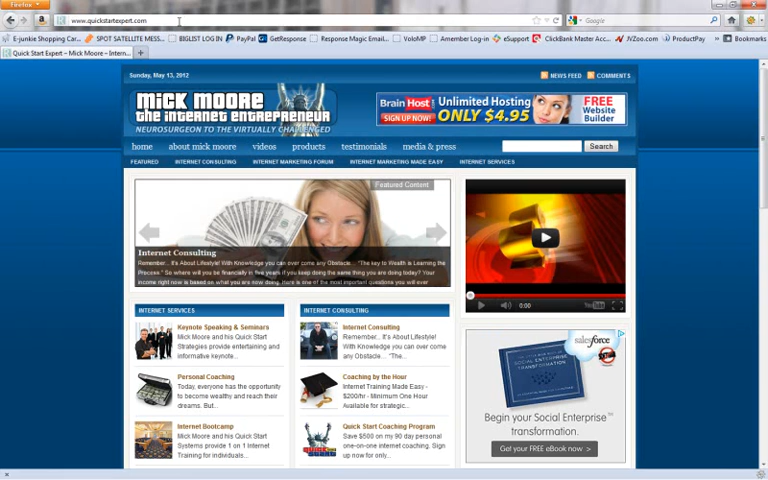 Firefox
www.quickstartexpert.com
Google
E-junkie Shopping Car...
SPOT SATELLITE MESS...
BIGLIST LOG IN
PayPal
GetResponse
Response Magic Email...
VoloMP
Amember Log-in
eSupport
ClickBank Master Acc...
JVZoo.com
ProductPay
»
Bookmarks
Quick Start Expert – Mick Moore – Intern...
Sunday, May 13, 2012
NEWS FEED
COMMENTS
MICK MOORE
THE INTERNET ENTREPRENEUR
NEUROSURGEON TO THE VIRTUALLY CHALLENGED
BrainHost
SIGN UP NOW!
Unlimited Hosting
ONLY $4.95
FREE
Website
Builder
home
about mick moore
videos
products
testimonials
media & press
Search
FEATURED
INTERNET CONSULTING
INTERNET MARKETING FORUM
INTERNET MARKETING MADE EASY
INTERNET SERVICES
Featured Content
Internet Consulting
Remember... It's About Lifestyle! With Knowledge you can over come any Obstacle... "The key to Wealth is Learning the
Process." So where will you be financially in five years if you keep doing the same thing you are doing today? Your
income right now is based on what you are now doing. Here is one of the most important questions you will ever
0:00
YouTube
INTERNET SERVICES
Keynote Speaking & Seminars
Mick Moore and his Quick Start
Strategies provide entertaining and
informative keynote...
Personal Coaching
Today, everyone has the opportunity
to become wealthy and reach their
dreams. But...
Internet Bootcamp
Mick Moore and his Quick Start
Systems provide 1 on 1 Internet
Training for individuals...
INTERNET CONSULTING
Internet Consulting
Remember... It's About Lifestyle!
With Knowledge you can over come
any Obstacle... "The...
Coaching by the Hour
Internet Training Made Easy -
$200/hr - Minimum One Hour
Available for strategic...
QUICK
START
Quick Start Coaching Program
Save $500 on my 90 day personal
one-on-one internet coaching. Sign
up now for only...
salesforce
SOCIAL ENTERPRISE
TRANSFORMATION
Begin your Social Enterprise™
transformation.
Get your FREE eBook now >